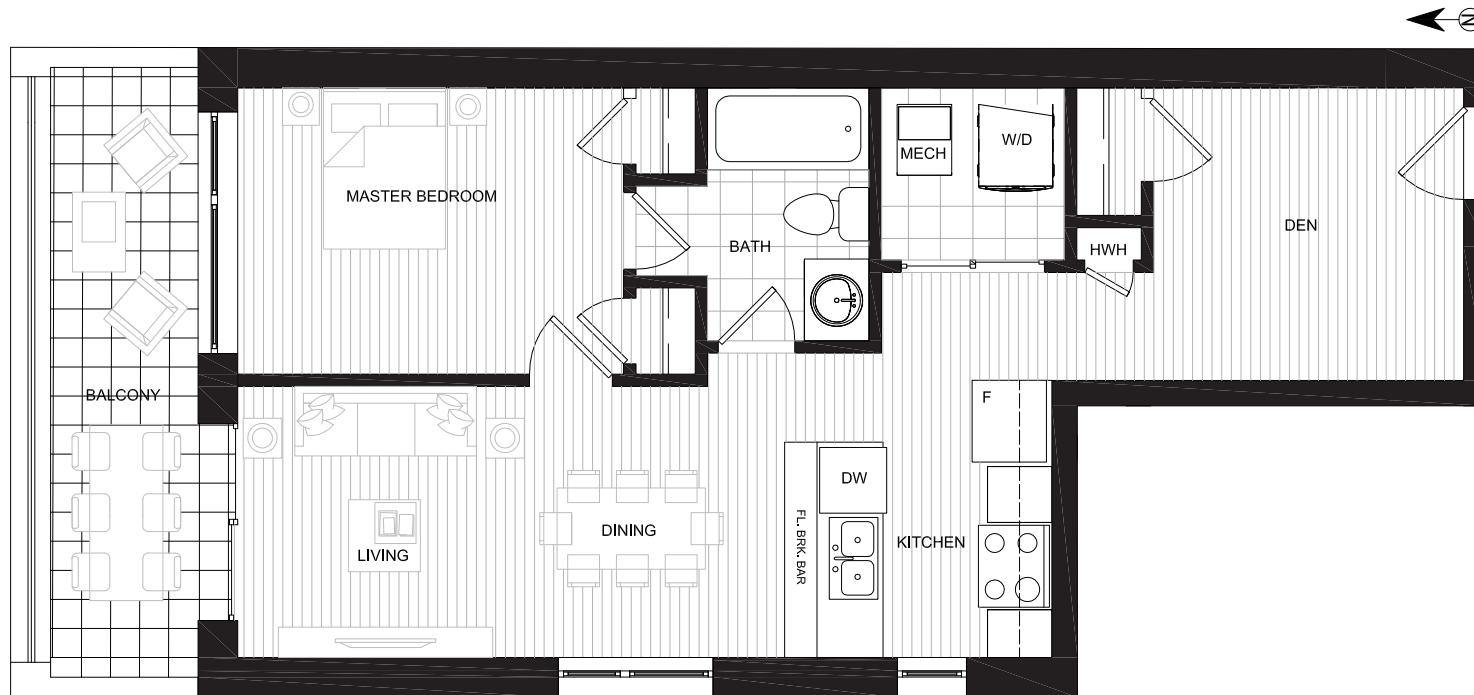 N
W/D
MECH
MASTER BEDROOM
DEN
BATH
HWH
BALCONY
F
DW
FL. BRK. BAR
DINING
KITCHEN
LIVING